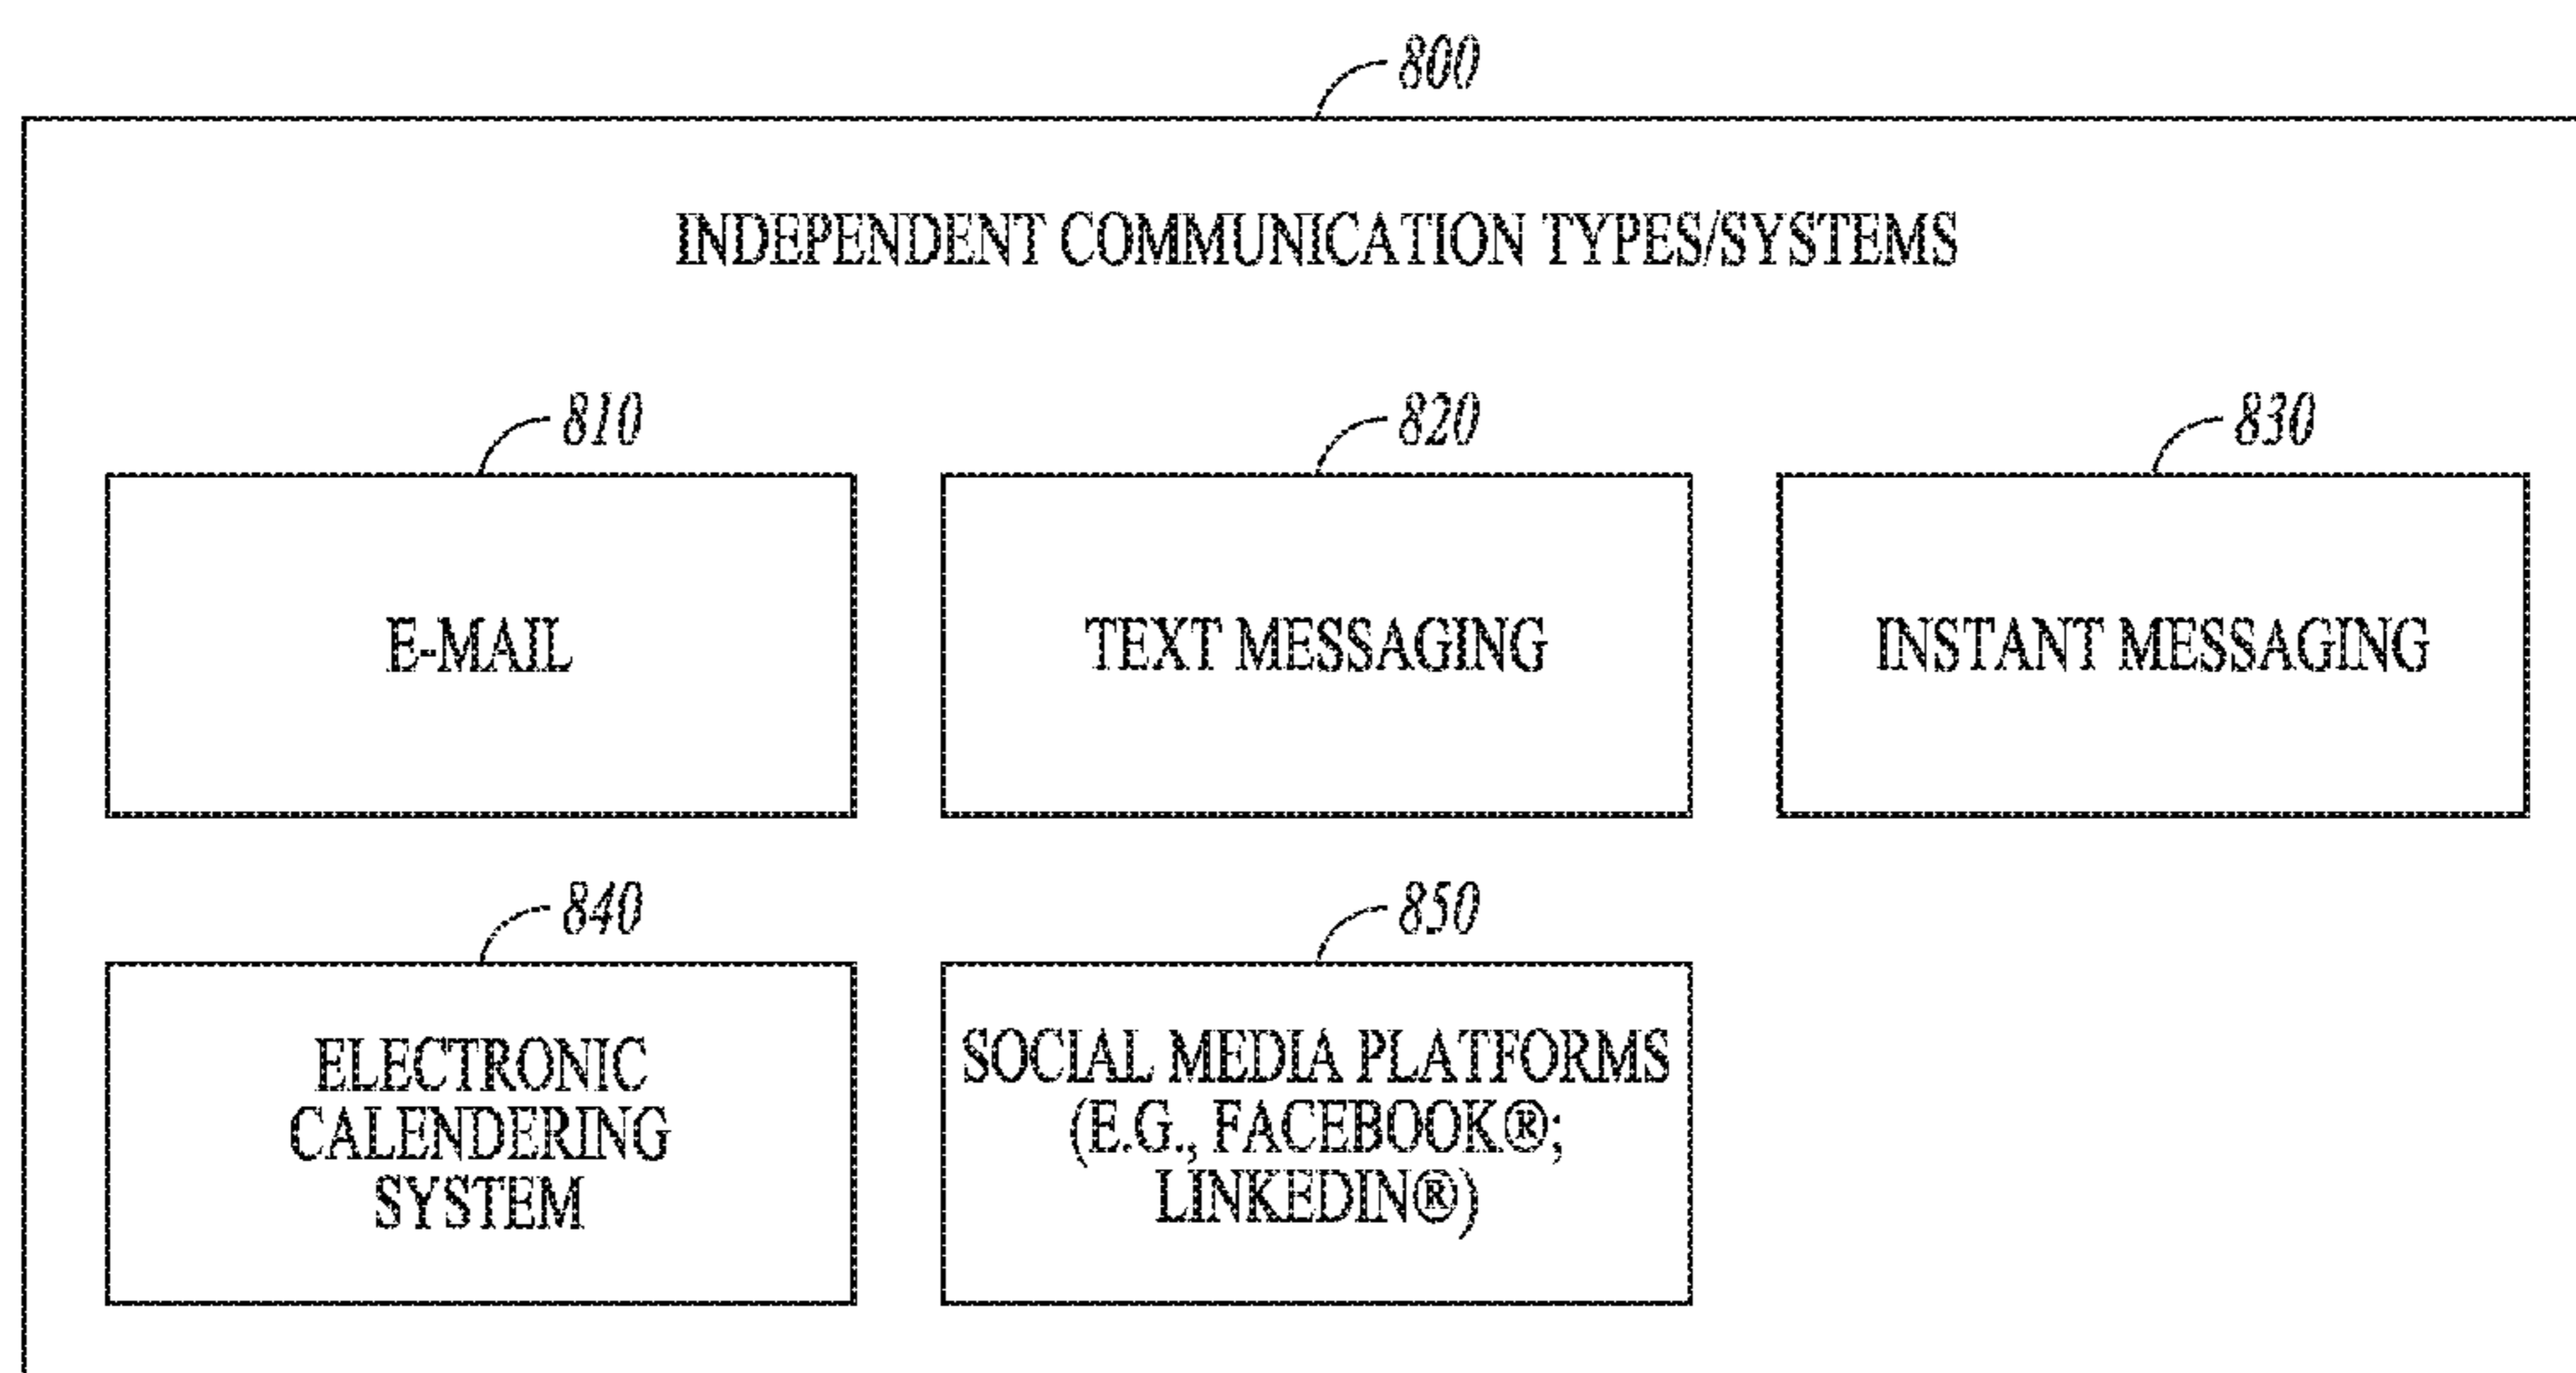 800
INDEPENDENT COMMUNICATION TYPES/SYSTEMS
810
820
830
E-MAIL
TEXT MESSAGING
INSTANT MESSAGING
840
850
ELECTRONIC
CALENDERING
SYSTEM
SOCIAL MEDIA PLATFORMS
(E.G., FACEBOOK®;
LINKEDIN®)